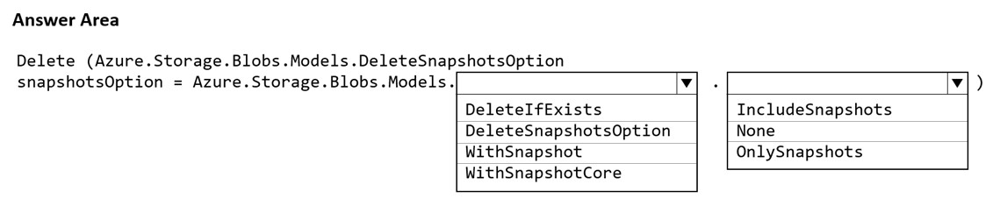 Answer Area
Delete (Azure.Storage.Blobs.Models.DeleteSnapshotsOption
snapshotsOption = Azure.Storage.Blobs.Models. ▼ . ▼ )
DeleteIfExists
DeleteSnapshotsOption
WithSnapshot
WithSnapshotCore
IncludeSnapshots
None
OnlySnapshots